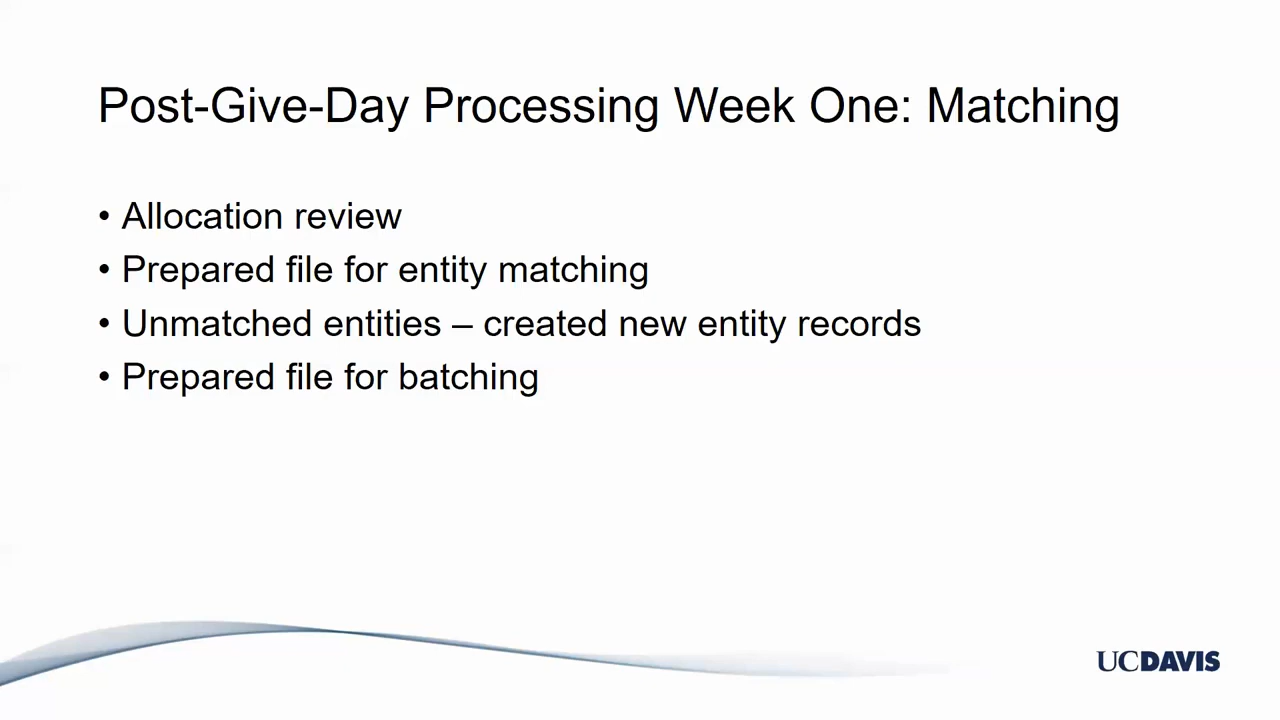 Post-Give-Day Processing Week One: Matching
• Allocation review
• Prepared file for entity matching
• Unmatched entities – created new entity records
• Prepared file for batching
UCDAVIS